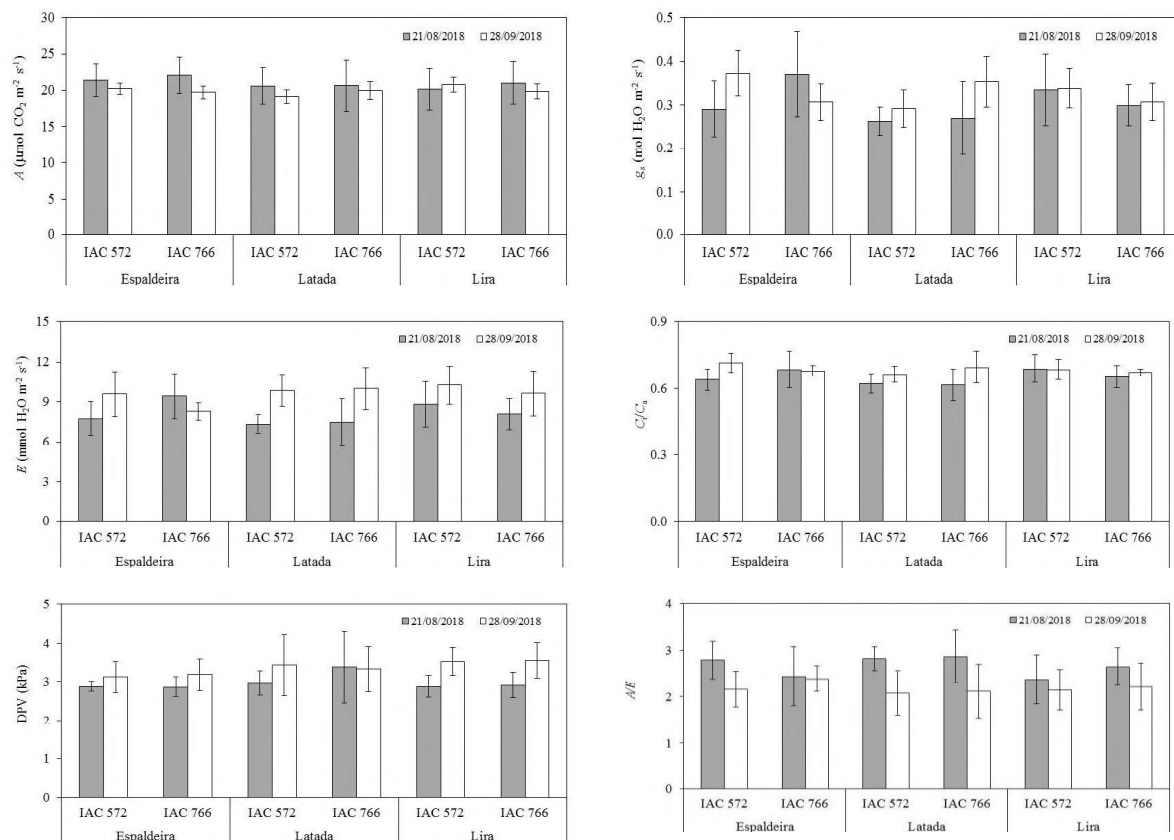 30
25
20
15
10
5
0
A (µmol CO₂ m⁻² s⁻¹)
21/08/2018 28/09/2018
IAC 572 IAC 766 IAC 572 IAC 766 IAC 572 IAC 766
Espaldeira Latada Lira
0.5
0.4
0.3
0.2
0.1
0.0
gₛ (mol H₂O m⁻² s⁻¹)
21/08/2018 28/09/2018
IAC 572 IAC 766 IAC 572 IAC 766 IAC 572 IAC 766
Espaldeira Latada Lira
15
12
9
6
3
0
E (mmol H₂O m⁻² s⁻¹)
21/08/2018 28/09/2018
IAC 572 IAC 766 IAC 572 IAC 766 IAC 572 IAC 766
Espaldeira Latada Lira
0.9
0.6
0.3
0.0
Cᵢ/Cₐ
21/08/2018 28/09/2018
IAC 572 IAC 766 IAC 572 IAC 766 IAC 572 IAC 766
Espaldeira Latada Lira
5
4
3
2
1
0
DPV (kPa)
21/08/2018 28/09/2018
IAC 572 IAC 766 IAC 572 IAC 766 IAC 572 IAC 766
Espaldeira Latada Lira
4
3
2
1
0
A/E
21/08/2018 28/09/2018
IAC 572 IAC 766 IAC 572 IAC 766 IAC 572 IAC 766
Espaldeira Latada Lira